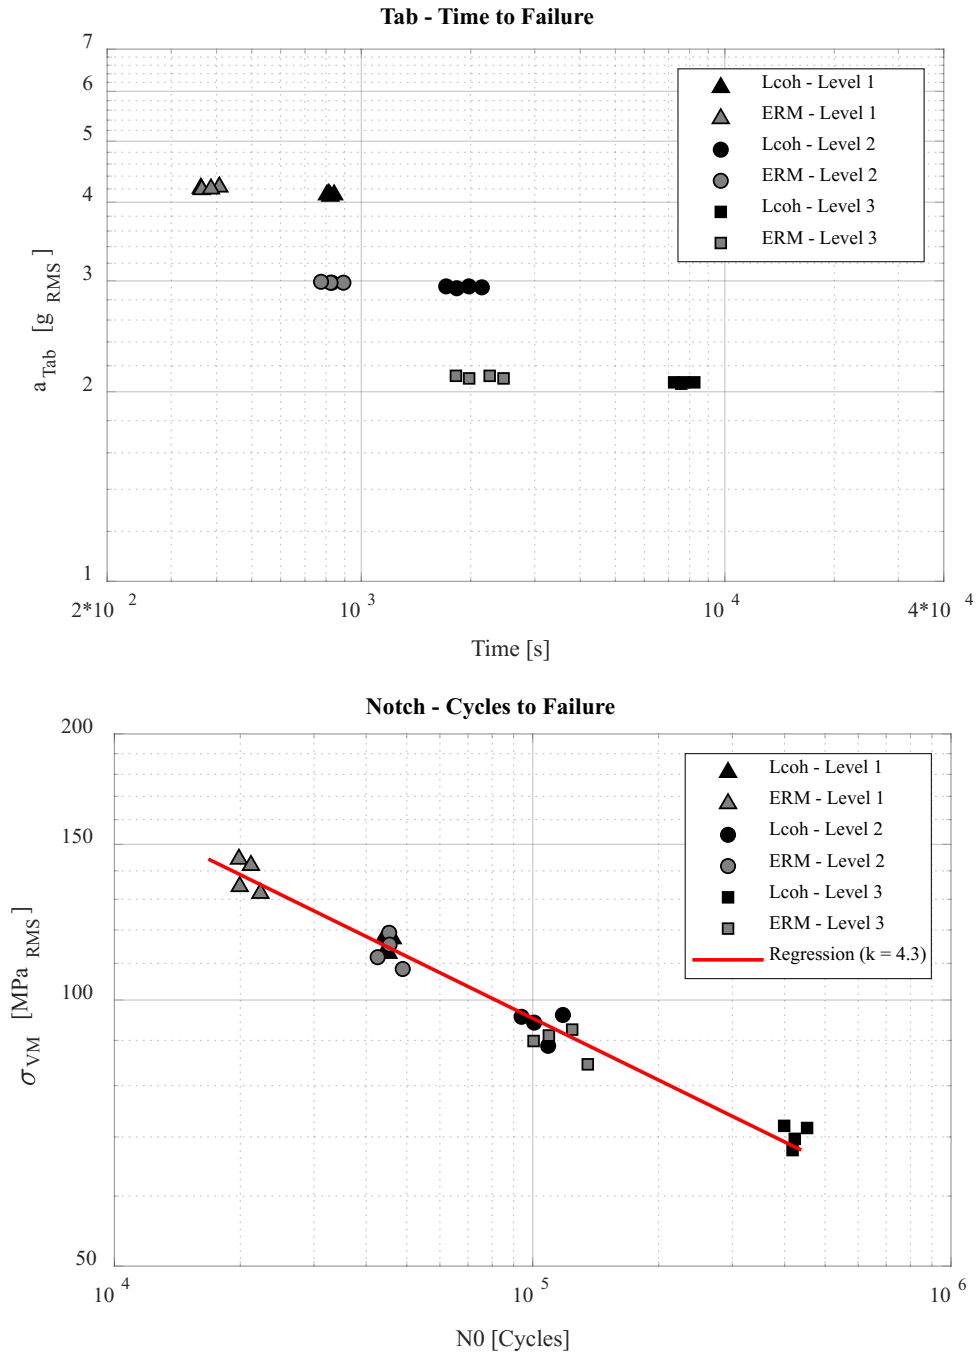 Tab - Time to Failure
7
6
5
4
3
2
1
a Tab [g RMS ]
Lcoh - Level 1
ERM - Level 1
Lcoh - Level 2
ERM - Level 2
Lcoh - Level 3
ERM - Level 3
2*10 2
10 3
10 4
4*10 4
Time [s]
Notch - Cycles to Failure
200
150
100
50
σ VM [MPa RMS ]
Lcoh - Level 1
ERM - Level 1
Lcoh - Level 2
ERM - Level 2
Lcoh - Level 3
ERM - Level 3
Regression (k = 4.3)
10 4
10 5
10 6
N0 [Cycles]